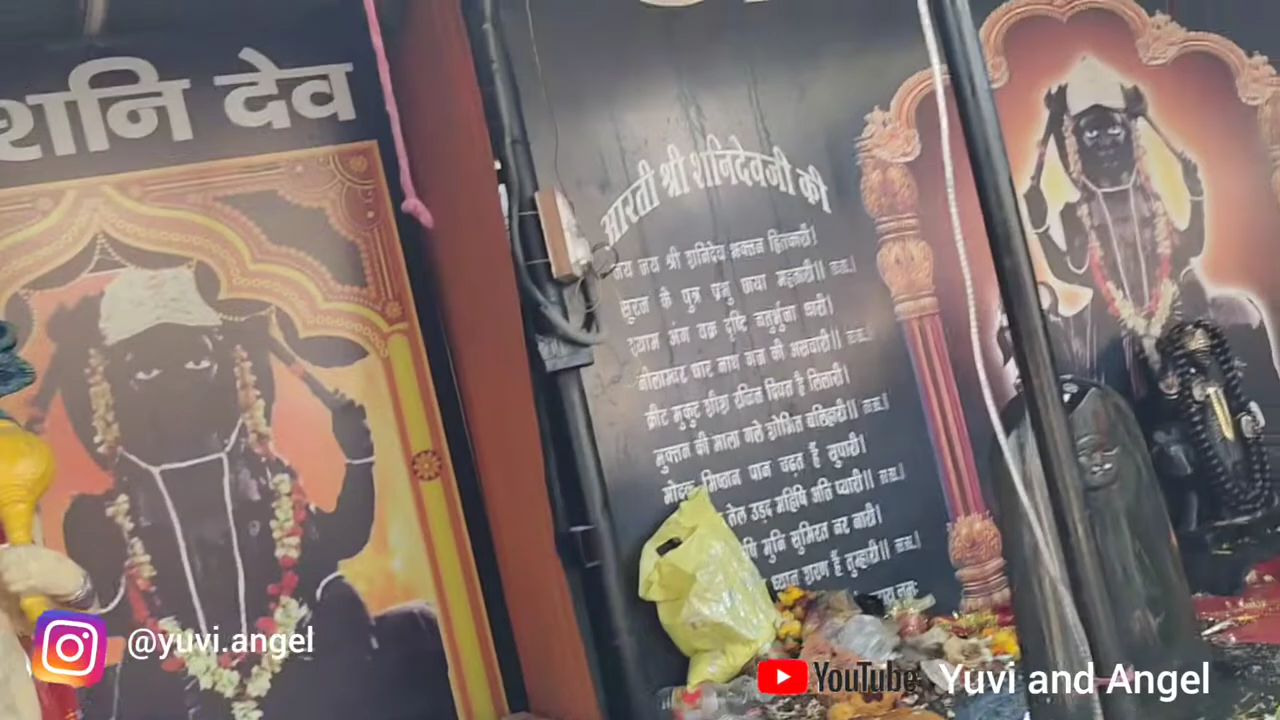 शनि देव
आरती श्री शनिदेवजी की
जय जय श्री शनिदेव भक्तन हितकारी।
सुरज के पुत्र प्रभु छाया महतारी॥ जय.।
श्याम अंग वक्र दृष्टि चतुर्भुजा धारी।
नीलाम्बर धार नाथ गज की असवारी॥ जय.।
क्रीट मुकुट शीश रजित दिपत है लिलारी।
मुक्तन की माला गले शोभित बलिहारी॥ जय.।
मोदक मिष्ठान पान चढ़त हैं सुपारी।
तेल उड़द महिषि अति प्यारी॥ जय.।
मुनि सुमिरत नर नारी।
ध्यान शरण हैं तुम्हारी॥ जय.।
@yuvi.angel
YouTube Yuvi and Angel